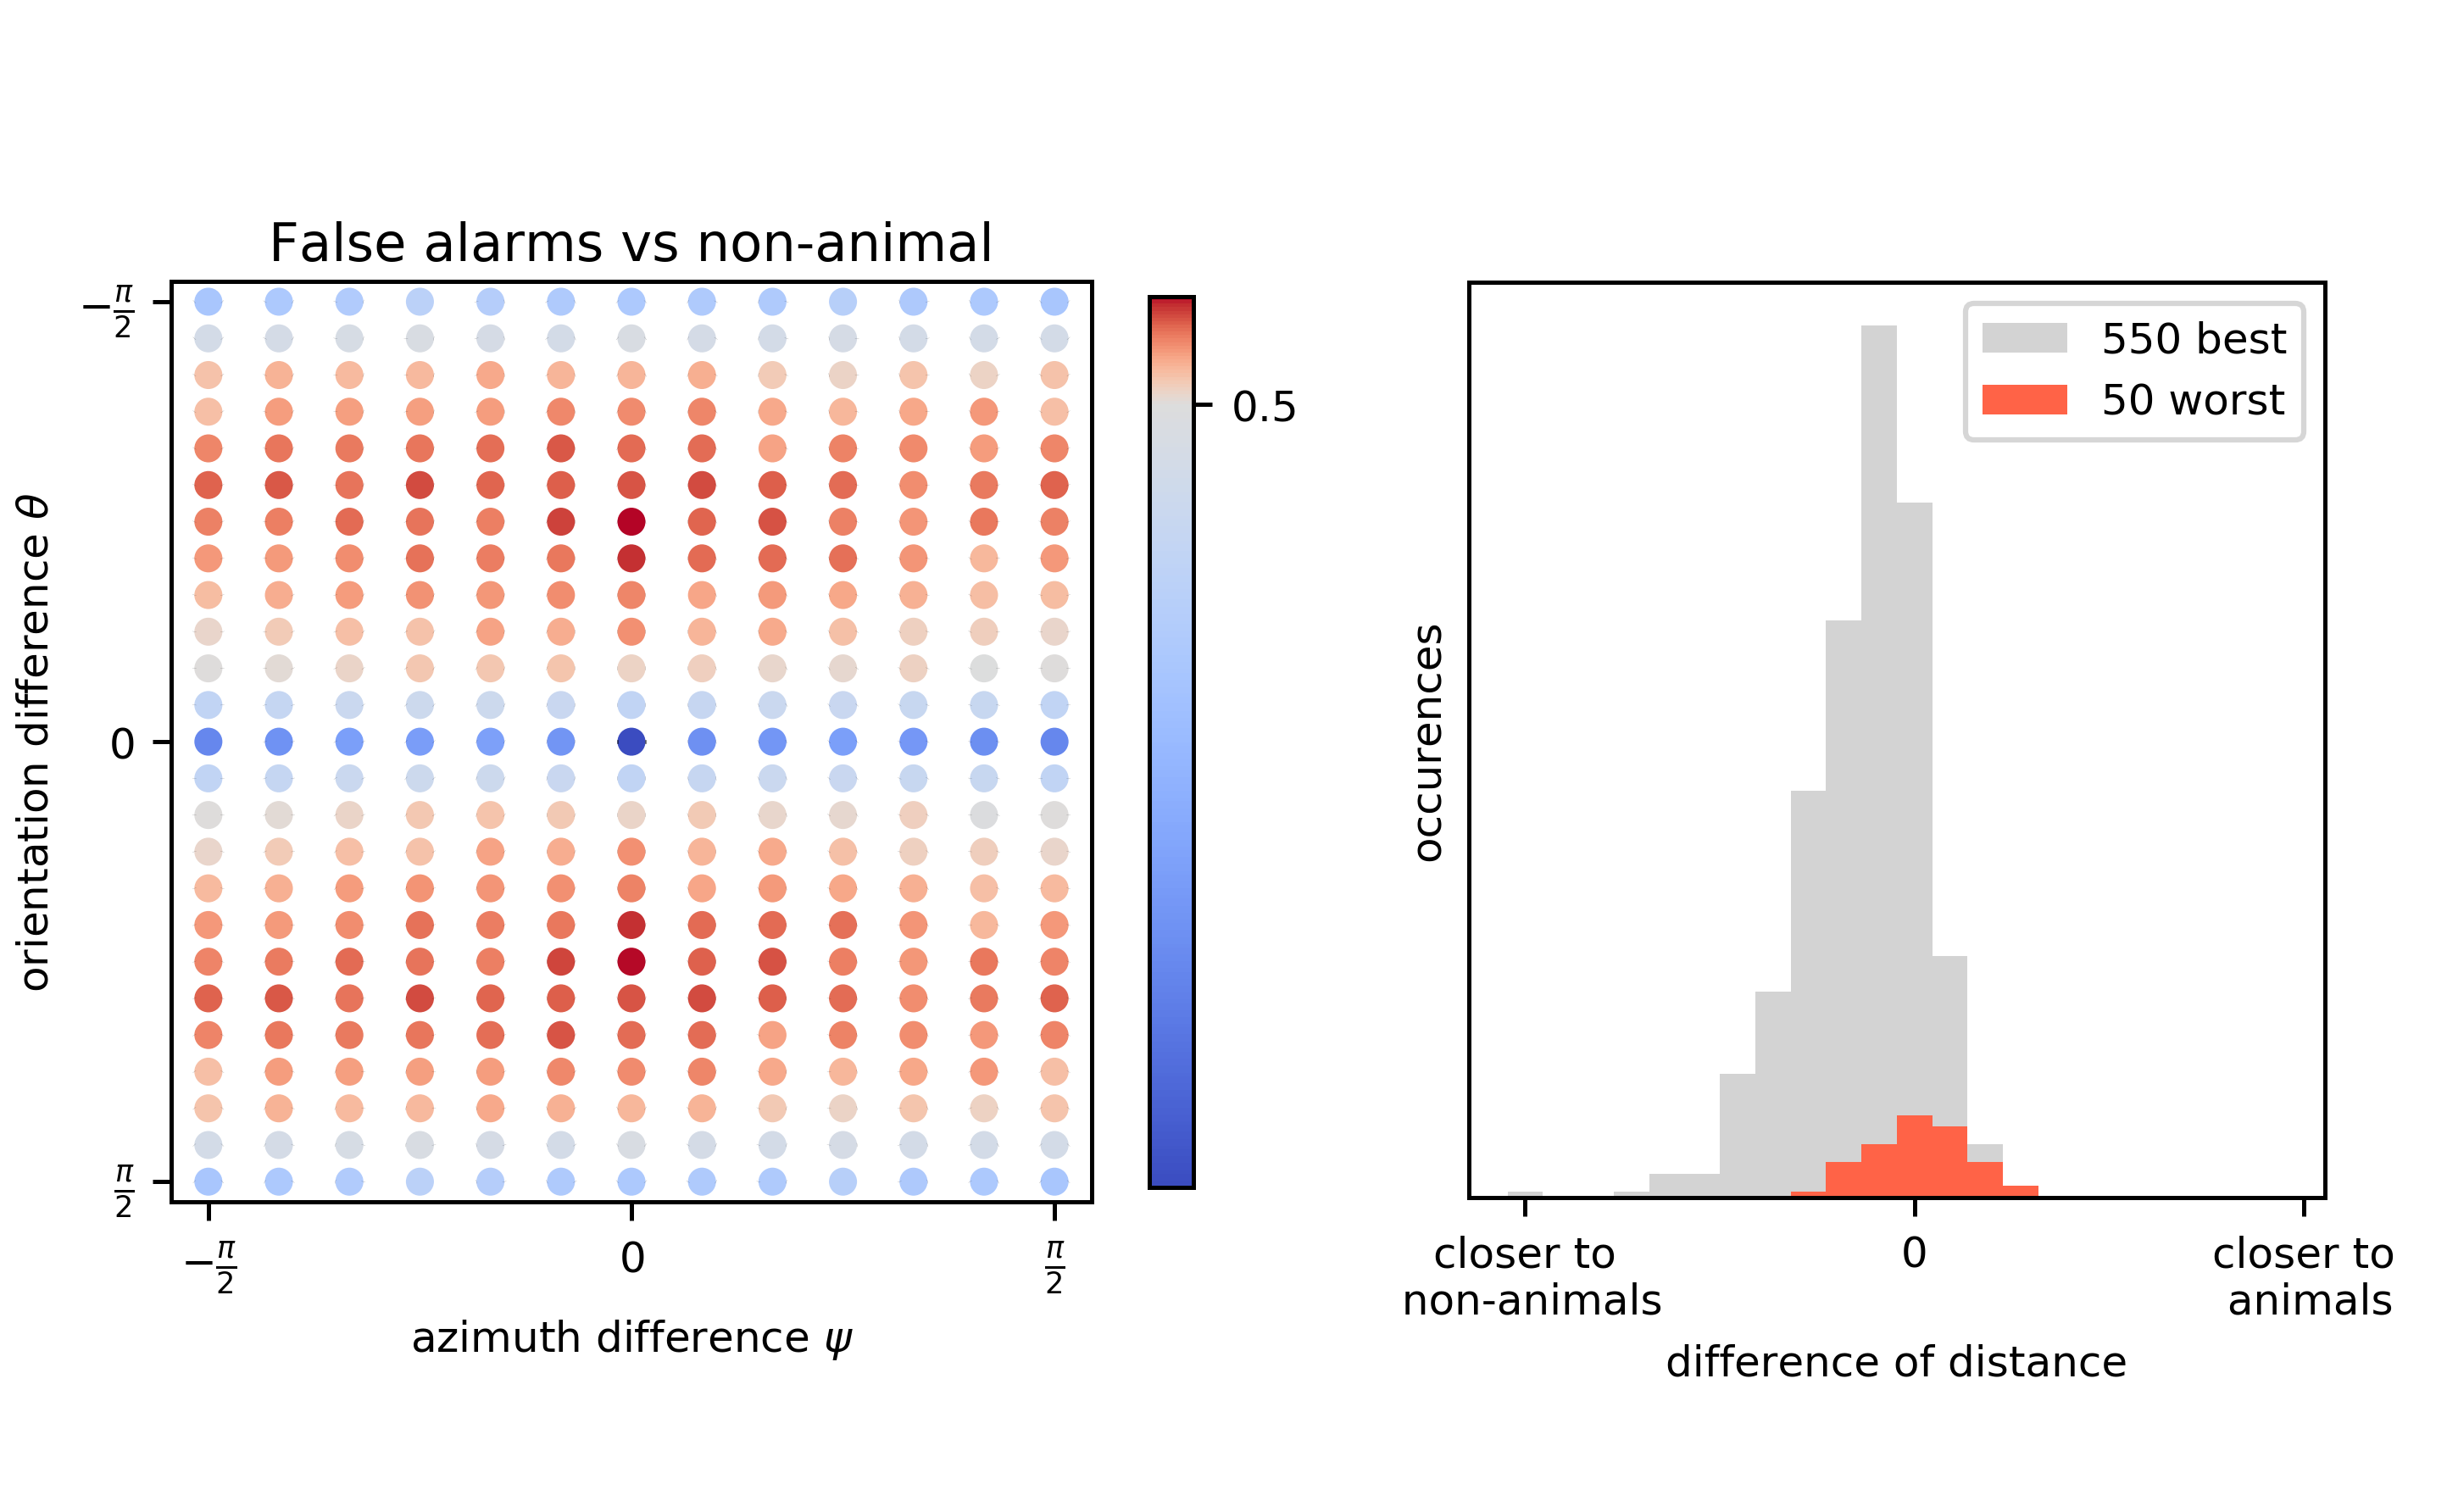 False alarms vs non-animal
−π/2
0
π/2
orientation difference θ
−π/2
0
π/2
azimuth difference ψ
0.5
550 best
50 worst
occurences
closer to
non-animals
0
closer to
animals
difference of distance